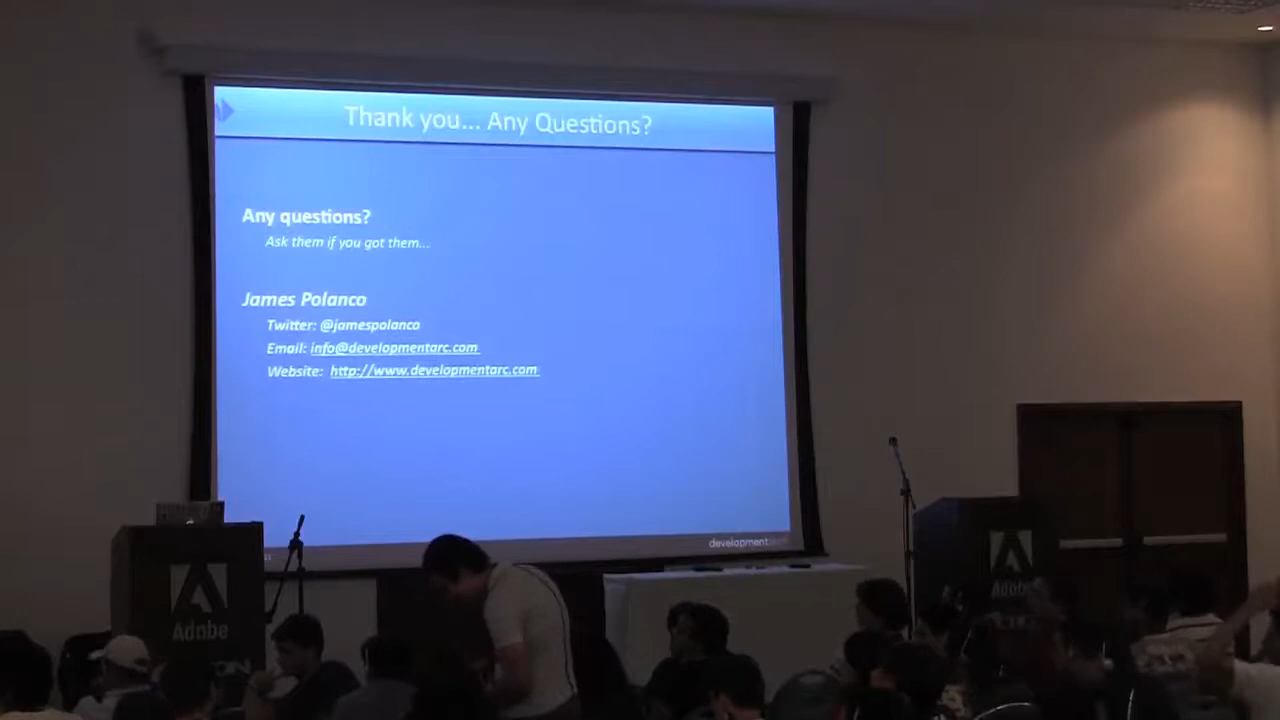 Thank you... Any Questions?
Any questions?
Ask them if you got them...
James Polanco
Twitter: @jamespolanco
Email: info@developmentarc.com
Website: http://www.developmentarc.com
development
Adobe
Adobe